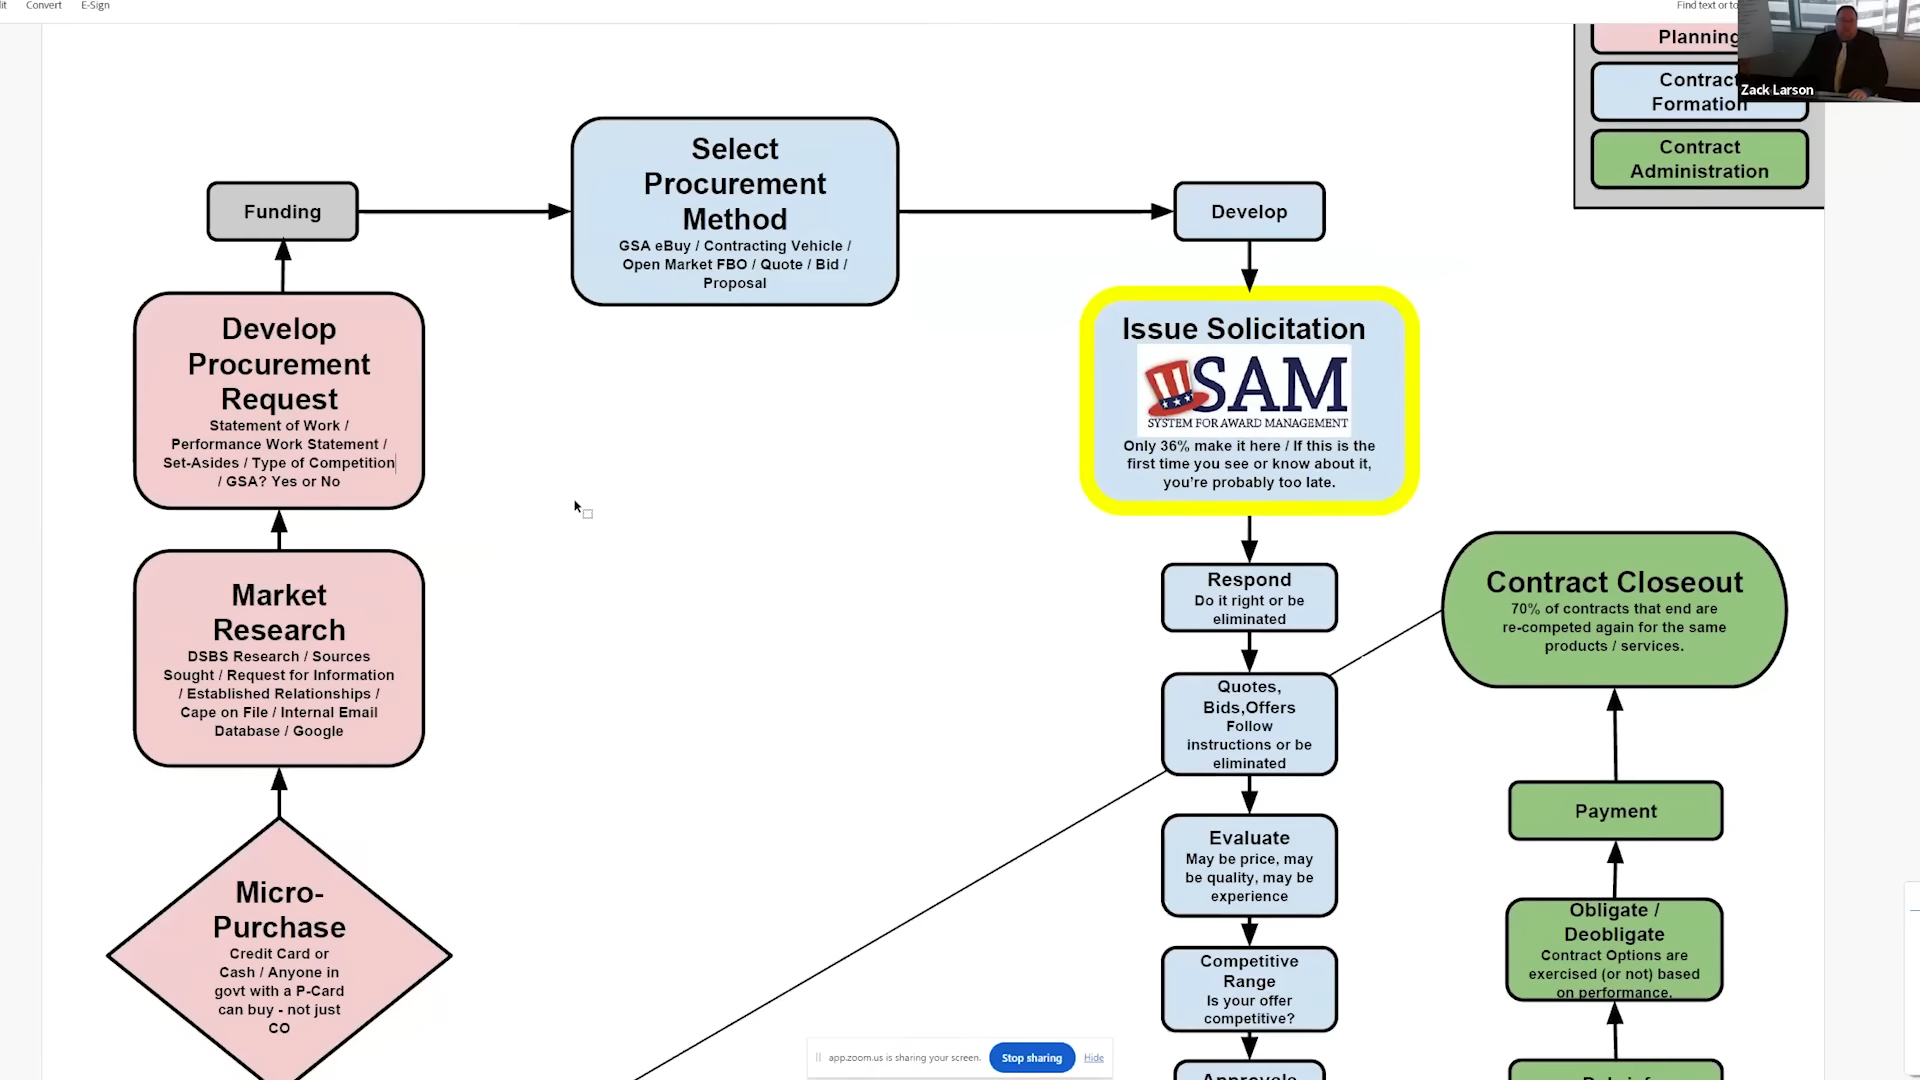 Convert
E-Sign
Find text or
Planning
Contract
Formation
Contract
Administration
Zack Larson
Funding
Select
Procurement
Method
GSA eBuy / Contracting Vehicle /
Open Market FBO / Quote / Bid /
Proposal
Develop
Develop
Procurement
Request
Statement of Work /
Performance Work Statement /
Set-Asides / Type of Competition
/ GSA? Yes or No
Issue Solicitation
SAM
SYSTEM FOR AWARD MANAGEMENT
Only 36% make it here / If this is the
first time you see or know about it,
you're probably too late.
Market
Research
DSBS Research / Sources
Sought / Request for Information
/ Established Relationships /
Cape on File / Internal Email
Database / Google
Respond
Do it right or be
eliminated
Quotes,
Bids,Offers
Follow
instructions or be
eliminated
Contract Closeout
70% of contracts that end are
re-competed again for the same
products / services.
Payment
Evaluate
May be price, may
be quality, may be
experience
Micro-
Purchase
Credit Card or
Cash / Anyone in
govt with a P-Card
can buy - not just
CO
Competitive
Range
Is your offer
competitive?
Obligate /
Deobligate
Contract Options are
exercised (or not) based
on performance.
app.zoom.us is sharing your screen.
Stop sharing
Hide
Approvals